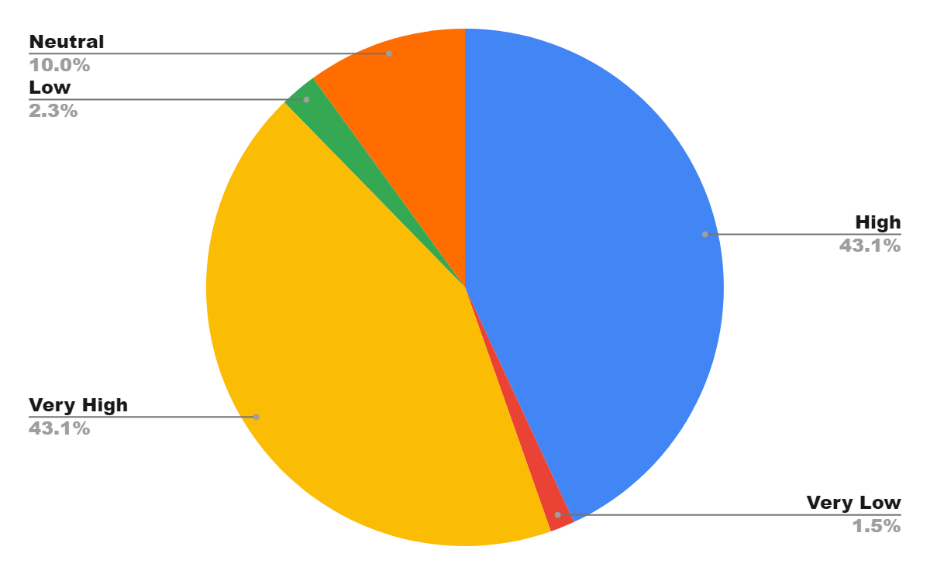 Neutral
10.0%
Low
2.3%
High
43.1%
Very High
43.1%
Very Low
1.5%